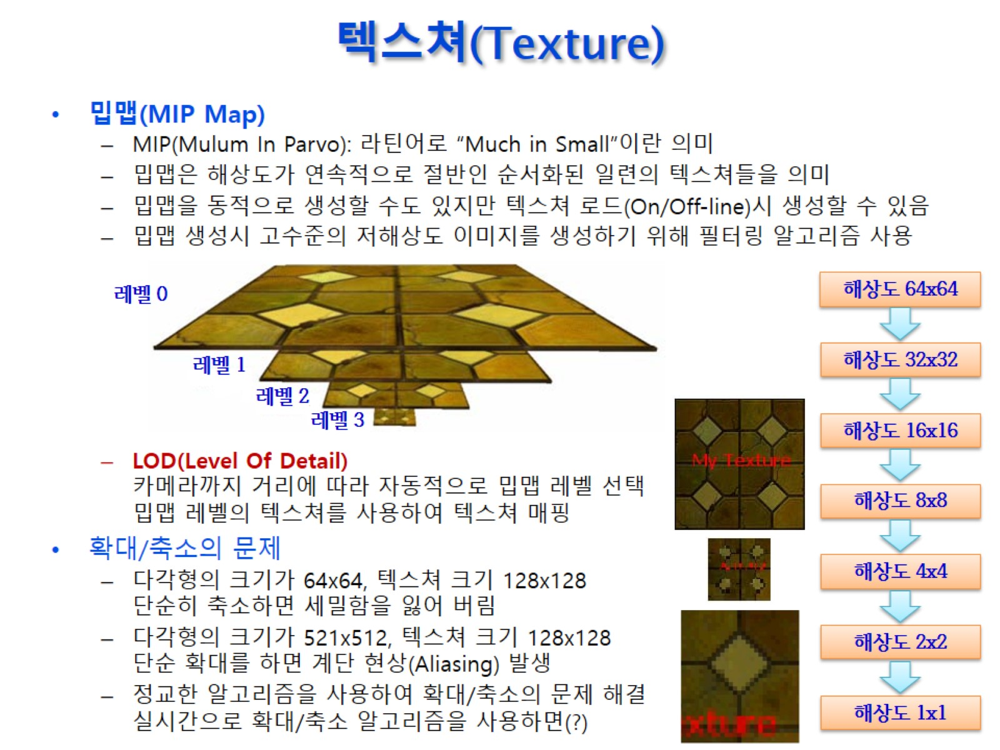 텍스쳐(Texture)
• 밉맵(MIP Map)
– MIP(Mulum In Parvo): 라틴어로 “Much in Small”이란 의미
– 밉맵은 해상도가 연속적으로 절반인 순서화된 일련의 텍스쳐들을 의미
– 밉맵을 동적으로 생성할 수도 있지만 텍스쳐 로드(On/Off-line)시 생성할 수 있음
– 밉맵 생성시 고수준의 저해상도 이미지를 생성하기 위해 필터링 알고리즘 사용
레벨 0
레벨 1
레벨 2
레벨 3
– LOD(Level Of Detail)
카메라까지 거리에 따라 자동적으로 밉맵 레벨 선택
밉맵 레벨의 텍스쳐를 사용하여 텍스쳐 매핑
• 확대/축소의 문제
– 다각형의 크기가 64x64, 텍스쳐 크기 128x128
단순히 축소하면 세밀함을 잃어 버림
– 다각형의 크기가 521x512, 텍스쳐 크기 128x128
단순 확대를 하면 계단 현상(Aliasing) 발생
– 정교한 알고리즘을 사용하여 확대/축소의 문제 해결
실시간으로 확대/축소 알고리즘을 사용하면(?)
My Texture
xture
해상도 64x64
해상도 32x32
해상도 16x16
해상도 8x8
해상도 4x4
해상도 2x2
해상도 1x1